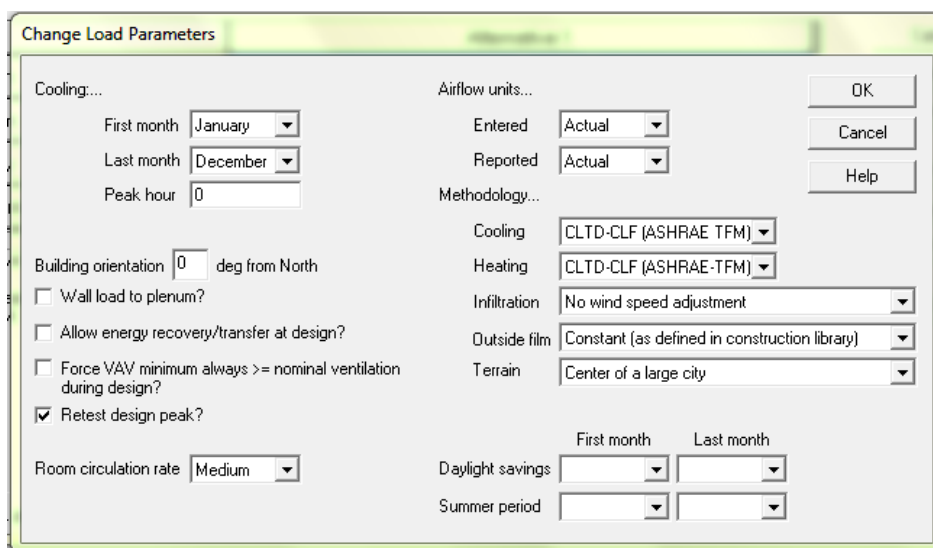 Change Load Parameters
Cooling:...
First month January
Last month December
Peak hour 0
Building orientation 0 deg from North
Wall load to plenum?
Allow energy recovery/transfer at design?
Force VAV minimum always >= nominal ventilation
during design?
Retest design peak?
Room circulation rate Medium
Airflow units...
Entered Actual
Reported Actual
Methodology...
Cooling CLTD-CLF (ASHRAE TFM)
Heating CLTD-CLF (ASHRAE-TFM)
Infiltration No wind speed adjustment
Outside film Constant (as defined in construction library)
Terrain Center of a large city
First month Last month
Daylight savings
Summer period
OK
Cancel
Help